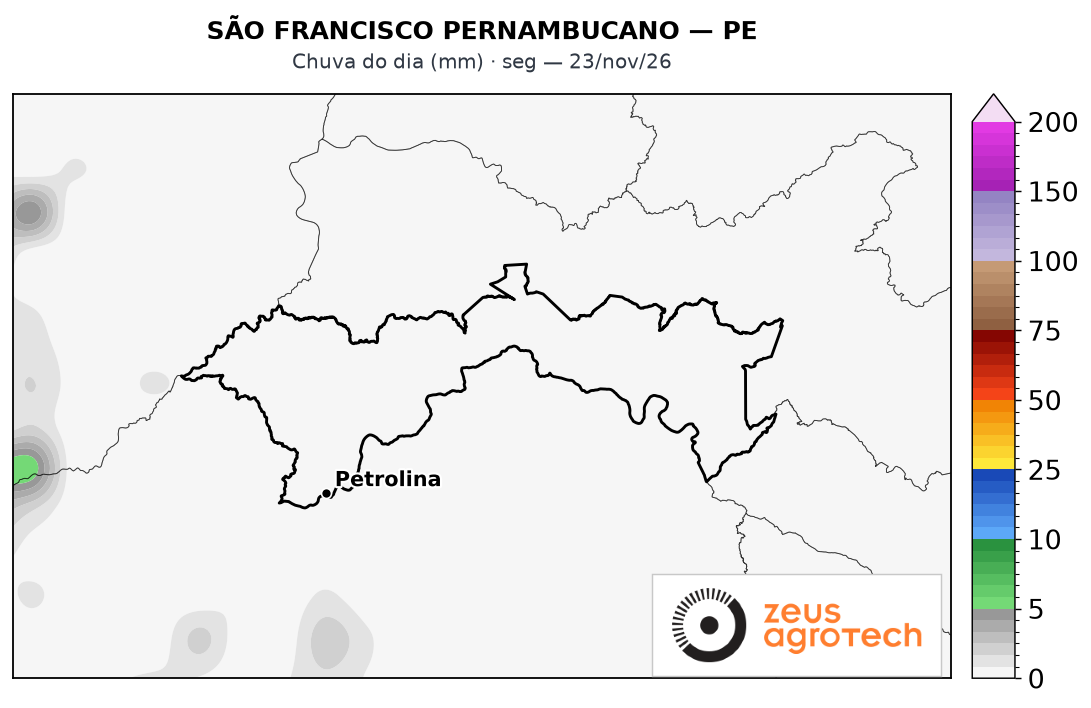 SÃO FRANCISCO PERNAMBUCANO — PE
Chuva do dia (mm) · seg — 23/nov/26
200
150
100
75
50
25
10
5
0
Petrolina
zeus
agrotech